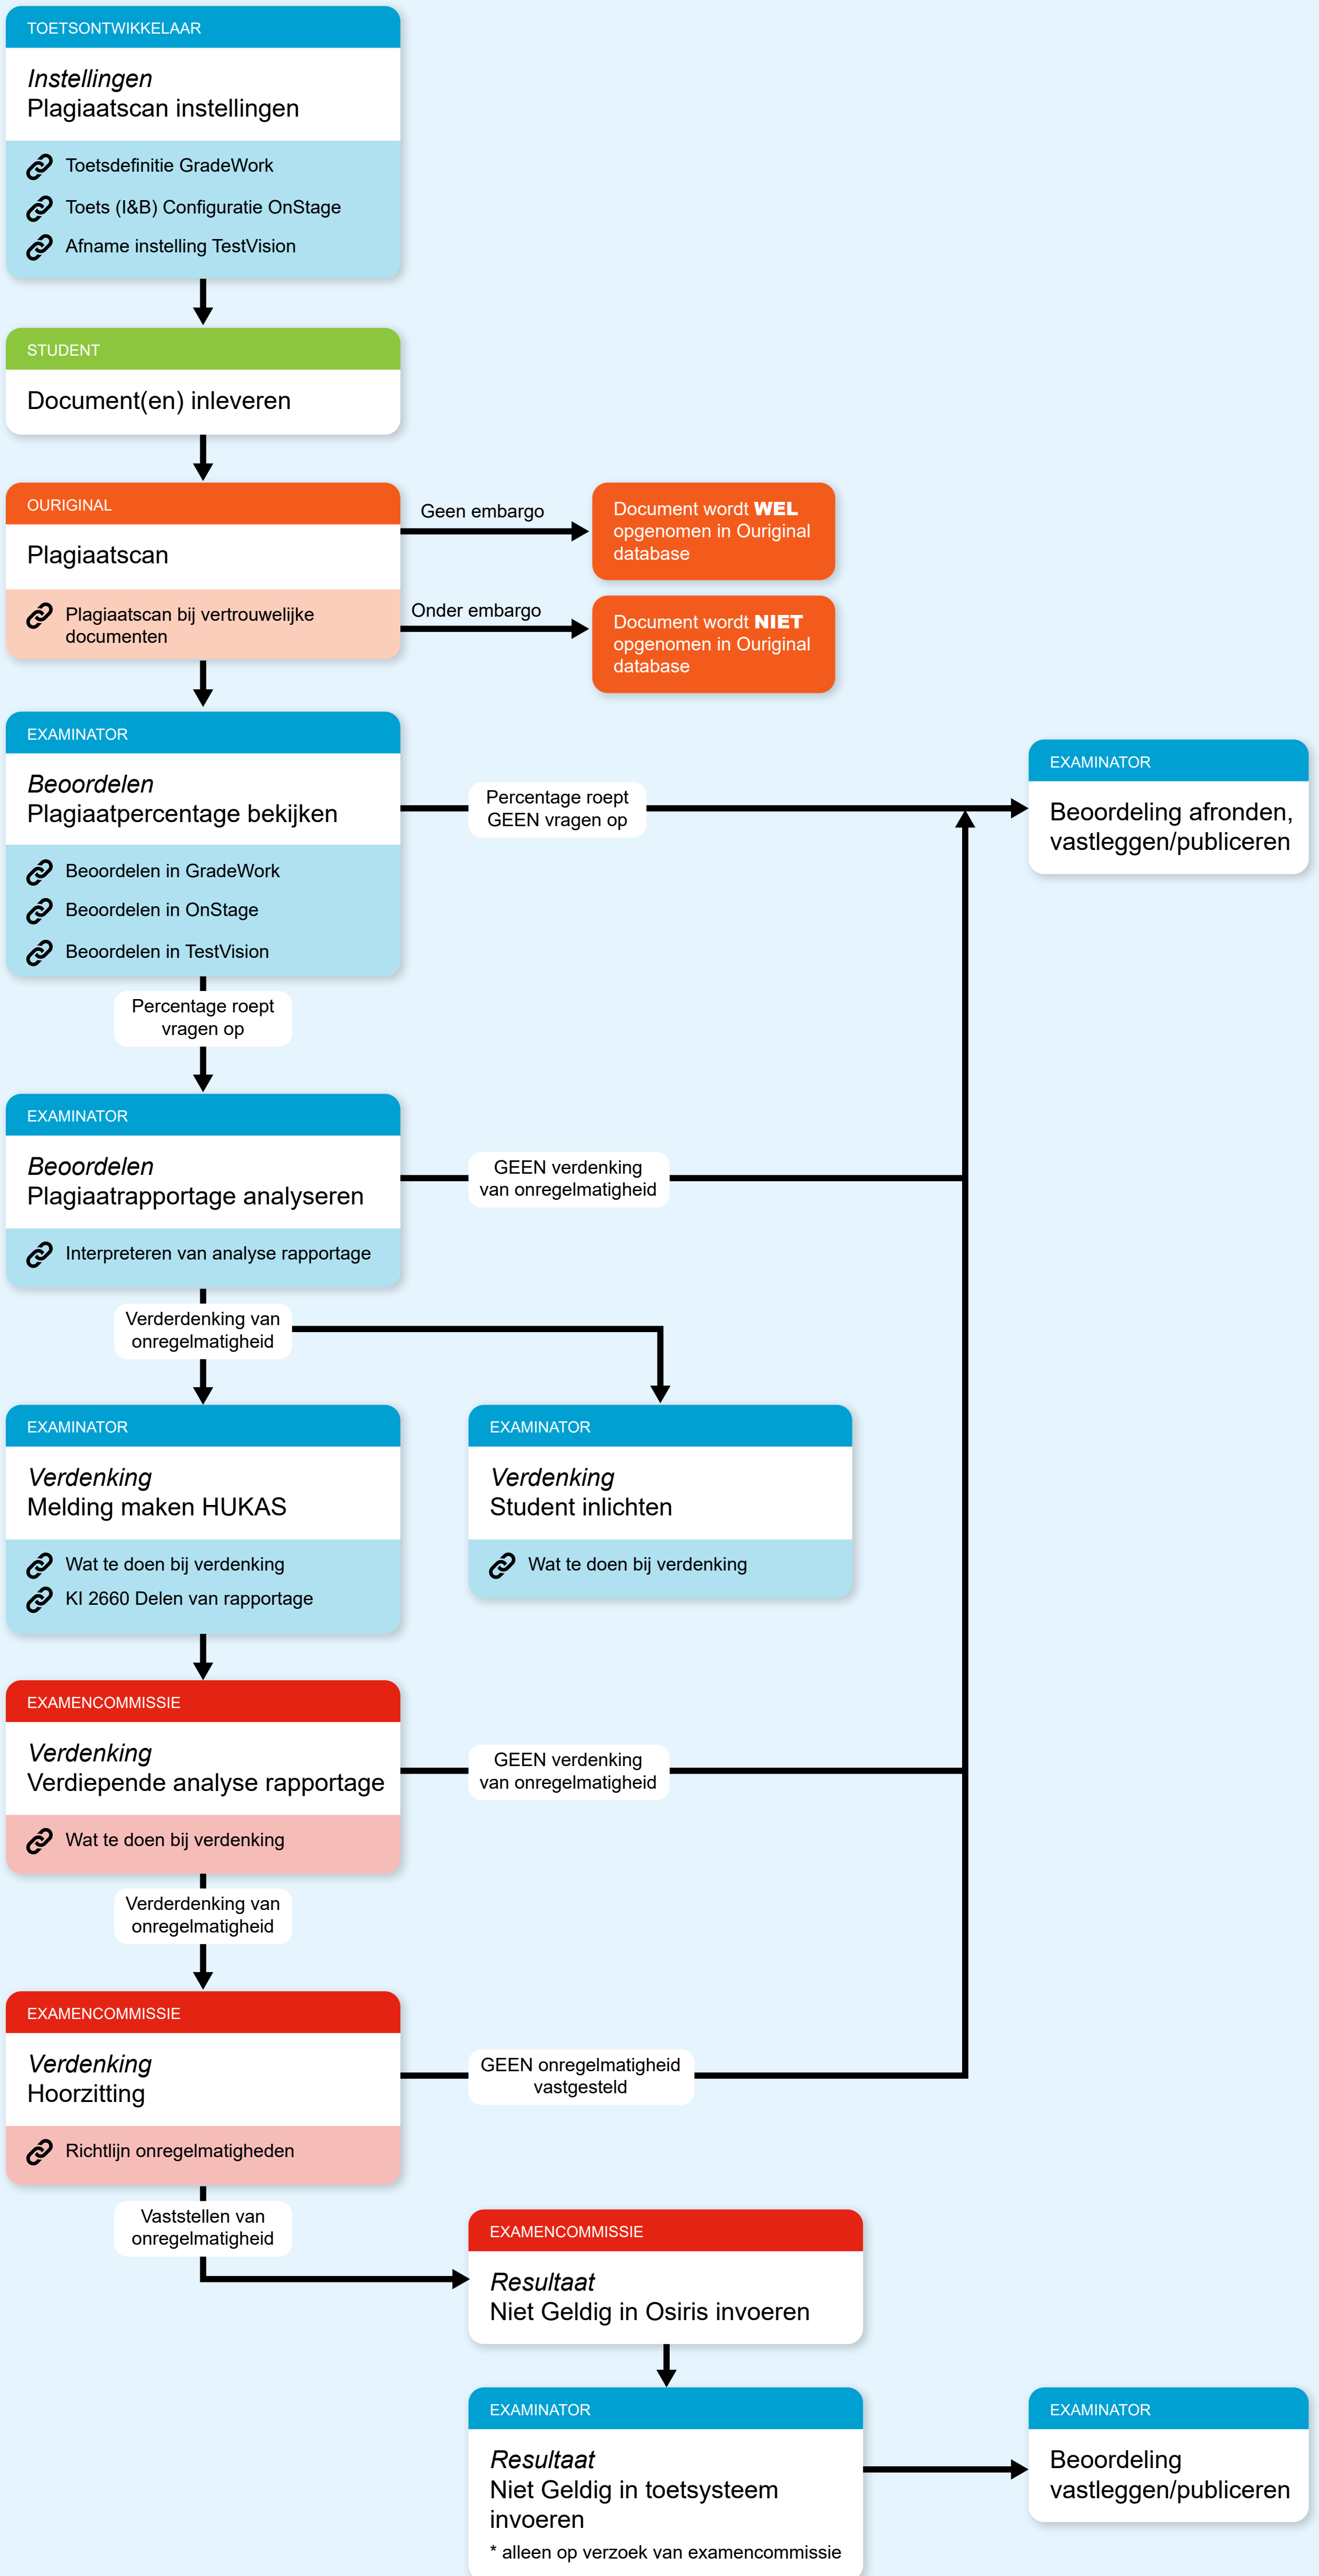 TOETSONTWIKKELAAR
Instellingen
Plagiaatscan instellingen
Toetsdefinitie GradeWork
Toets (I&B) Configuratie OnStage
Afname instelling TestVision
STUDENT
Document(en) inleveren
OURIGINAL
Plagiaatscan
Plagiaatscan bij vertrouwelijke
documenten
Geen embargo
Document wordt WEL
opgenomen in Ouriginal
database
Onder embargo
Document wordt NIET
opgenomen in Ouriginal
database
EXAMINATOR
Beoordelen
Plagiaatpercentage bekijken
Beoordelen in GradeWork
Beoordelen in OnStage
Beoordelen in TestVision
Percentage roept
GEEN vragen op
EXAMINATOR
Beoordeling afronden,
vastleggen/publiceren
Percentage roept
vragen op
EXAMINATOR
Beoordelen
Plagiaatrapportage analyseren
Interpreteren van analyse rapportage
GEEN verdenking
van onregelmatigheid
Verderdenking van
onregelmatigheid
EXAMINATOR
Verdenking
Melding maken HUKAS
Wat te doen bij verdenking
KI 2660 Delen van rapportage
EXAMINATOR
Verdenking
Student inlichten
Wat te doen bij verdenking
EXAMENCOMMISSIE
Verdenking
Verdiepende analyse rapportage
Wat te doen bij verdenking
GEEN verdenking
van onregelmatigheid
Verderdenking van
onregelmatigheid
EXAMENCOMMISSIE
Verdenking
Hoorzitting
Richtlijn onregelmatigheden
GEEN onregelmatigheid
vastgesteld
Vaststellen van
onregelmatigheid
EXAMENCOMMISSIE
Resultaat
Niet Geldig in Osiris invoeren
EXAMINATOR
Resultaat
Niet Geldig in toetsysteem
invoeren
* alleen op verzoek van examencommissie
EXAMINATOR
Beoordeling
vastleggen/publiceren